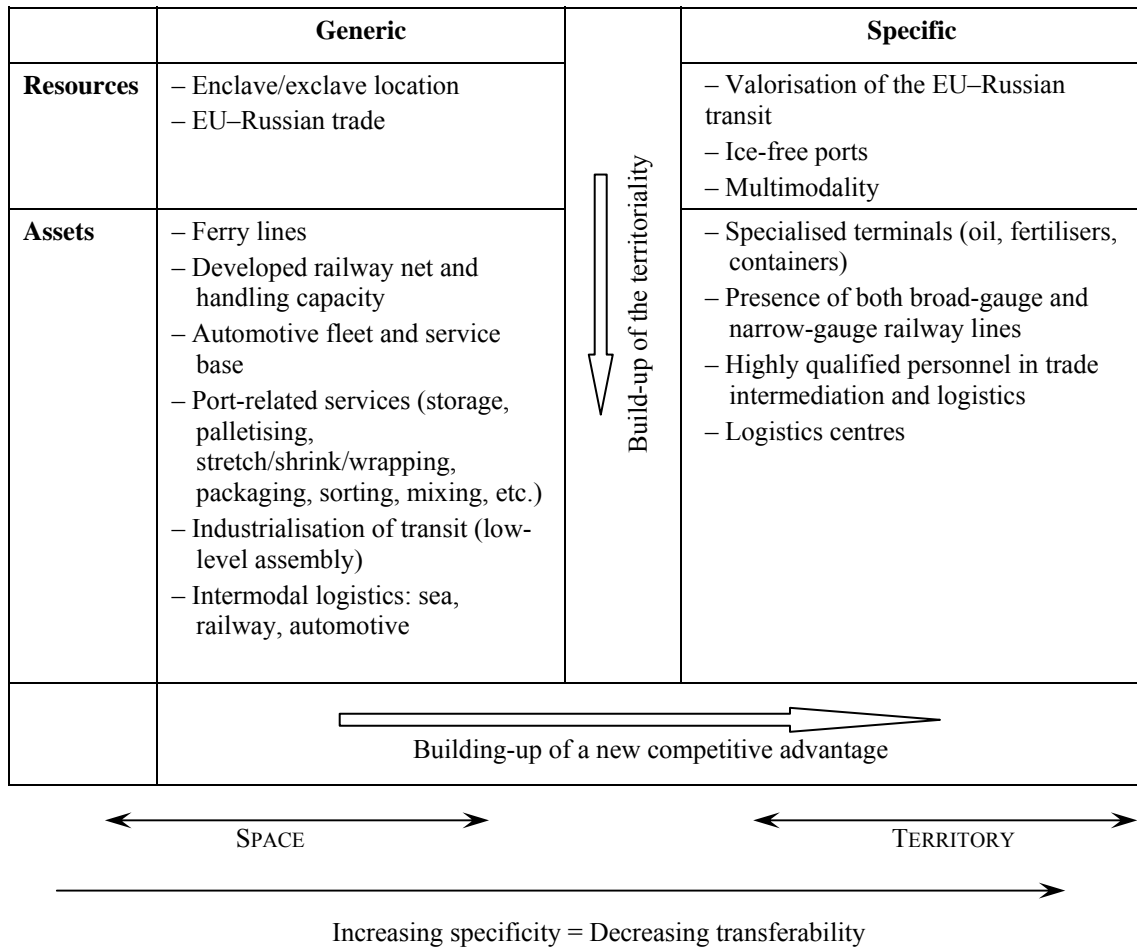 Generic
Specific
Resources
– Enclave/exclave location
– EU–Russian trade
– Valorisation of the EU–Russian
transit
– Ice-free ports
– Multimodality
Build-up of the territoriality
Assets
– Ferry lines
– Developed railway net and
handling capacity
– Automotive fleet and service
base
– Port-related services (storage,
palletising,
stretch/shrink/wrapping,
packaging, sorting, mixing, etc.)
– Industrialisation of transit (low-
level assembly)
– Intermodal logistics: sea,
railway, automotive
– Specialised terminals (oil, fertilisers,
containers)
– Presence of both broad-gauge and
narrow-gauge railway lines
– Highly qualified personnel in trade
intermediation and logistics
– Logistics centres
Building-up of a new competitive advantage
SPACE
TERRITORY
Increasing specificity = Decreasing transferability